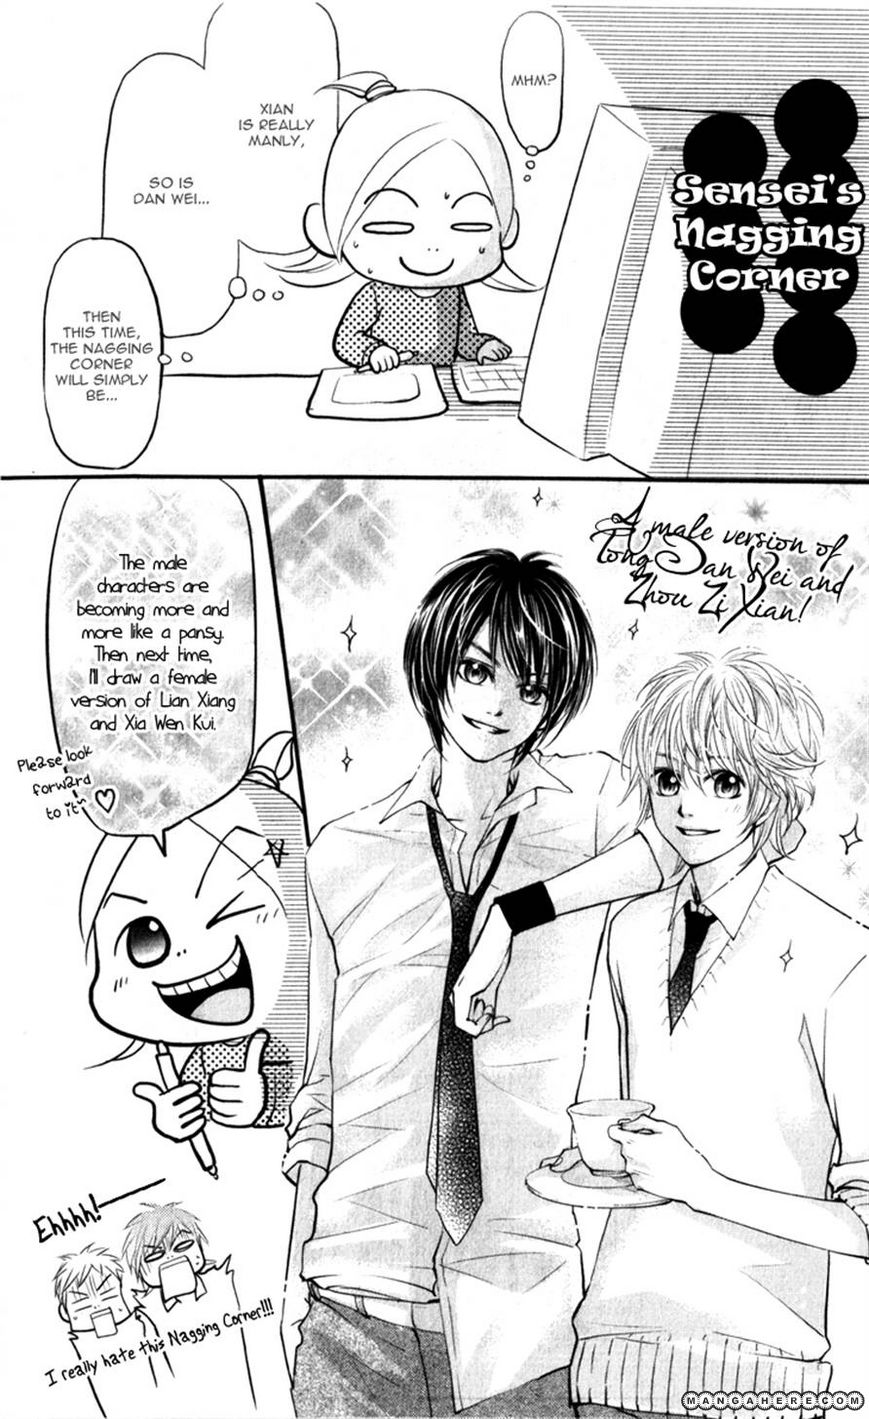 MHM?
Sensei's
Nagging
Corner
XIAN
IS REALLY
MANLY,
SO IS
DAN WEI...
THEN
THIS TIME,
THE NAGGING
CORNER
WILL SIMPLY
BE...
A male version of
Tong Dan Wei and
Zhou Zi Xian!
The male
characters are
becoming more and
more like a pansy.
Then next time,
I'll draw a female
version of Lian Xiang
and Xia Wen Kui.
Please look
forward
to it~
Ehhhh!
I really hate this Nagging Corner!!!
MANGAHERE.COM